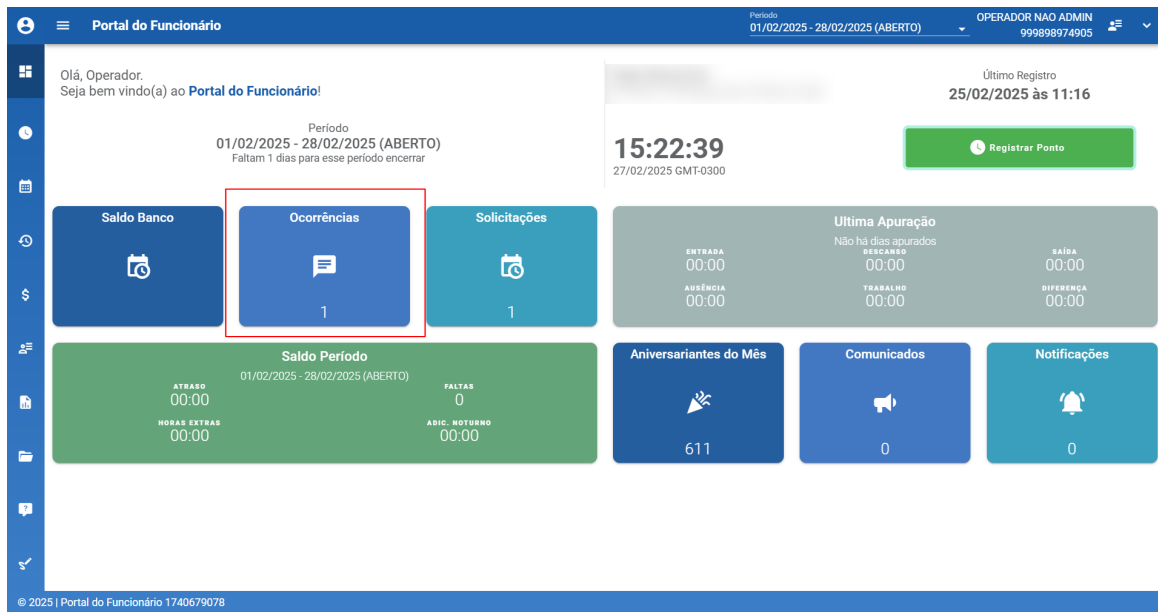 Portal do Funcionário
Período
01/02/2025 - 28/02/2025 (ABERTO)
OPERADOR NAO ADMIN
999898974905
Olá, Operador.
Seja bem vindo(a) ao Portal do Funcionário!
Último Registro
25/02/2025 às 11:16
Período
01/02/2025 - 28/02/2025 (ABERTO)
Faltam 1 dias para esse período encerrar
15:22:39
27/02/2025 GMT-0300
Registrar Ponto
Saldo Banco
Ocorrências
1
Solicitações
1
Ultima Apuração
Não há dias apurados
ENTRADA
00:00
DESCANSO
00:00
SAÍDA
00:00
AUSÊNCIA
00:00
TRABALHO
00:00
DIFERENÇA
00:00
Saldo Período
01/02/2025 - 28/02/2025 (ABERTO)
ATRASO
00:00
FALTAS
0
HORAS EXTRAS
00:00
ADIC. NOTURNO
00:00
Aniversariantes do Mês
611
Comunicados
0
Notificações
0
© 2025 | Portal do Funcionário 1740679078